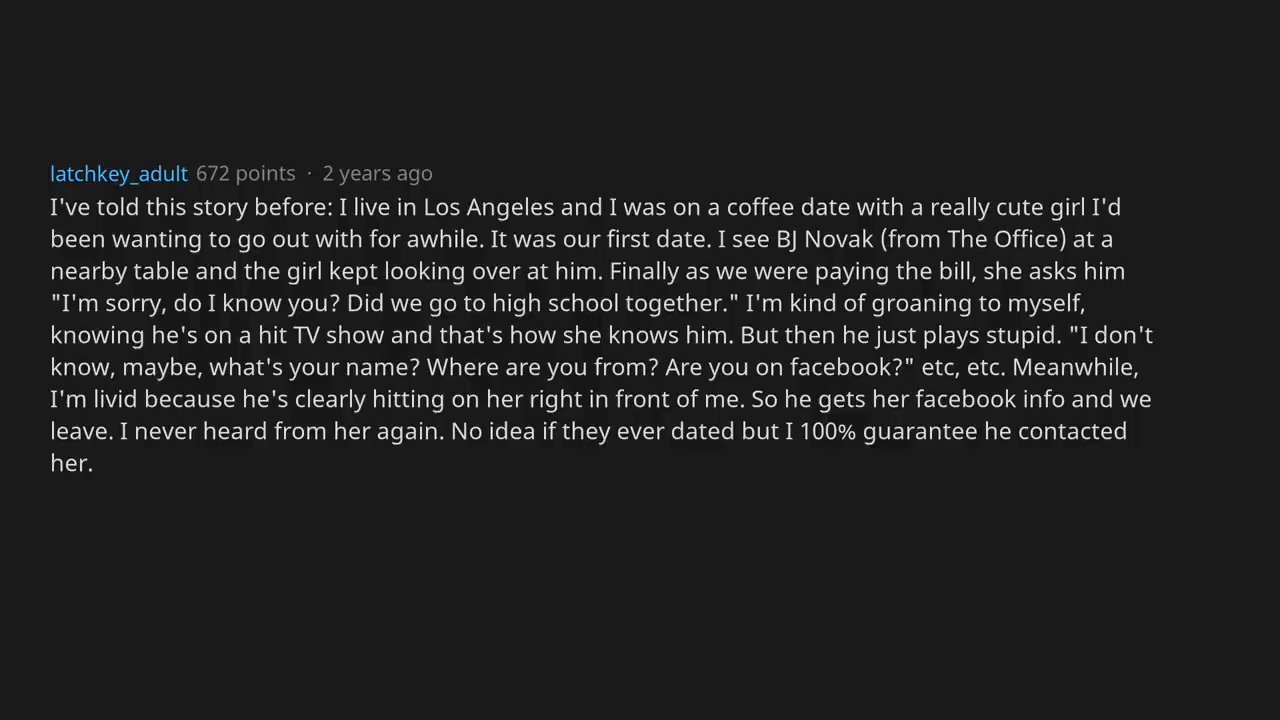 latchkey_adult 672 points · 2 years ago
I've told this story before: I live in Los Angeles and I was on a coffee date with a really cute girl I'd
been wanting to go out with for awhile. It was our first date. I see BJ Novak (from The Office) at a
nearby table and the girl kept looking over at him. Finally as we were paying the bill, she asks him
"I'm sorry, do I know you? Did we go to high school together." I'm kind of groaning to myself,
knowing he's on a hit TV show and that's how she knows him. But then he just plays stupid. "I don't
know, maybe, what's your name? Where are you from? Are you on facebook?" etc, etc. Meanwhile,
I'm livid because he's clearly hitting on her right in front of me. So he gets her facebook info and we
leave. I never heard from her again. No idea if they ever dated but I 100% guarantee he contacted
her.